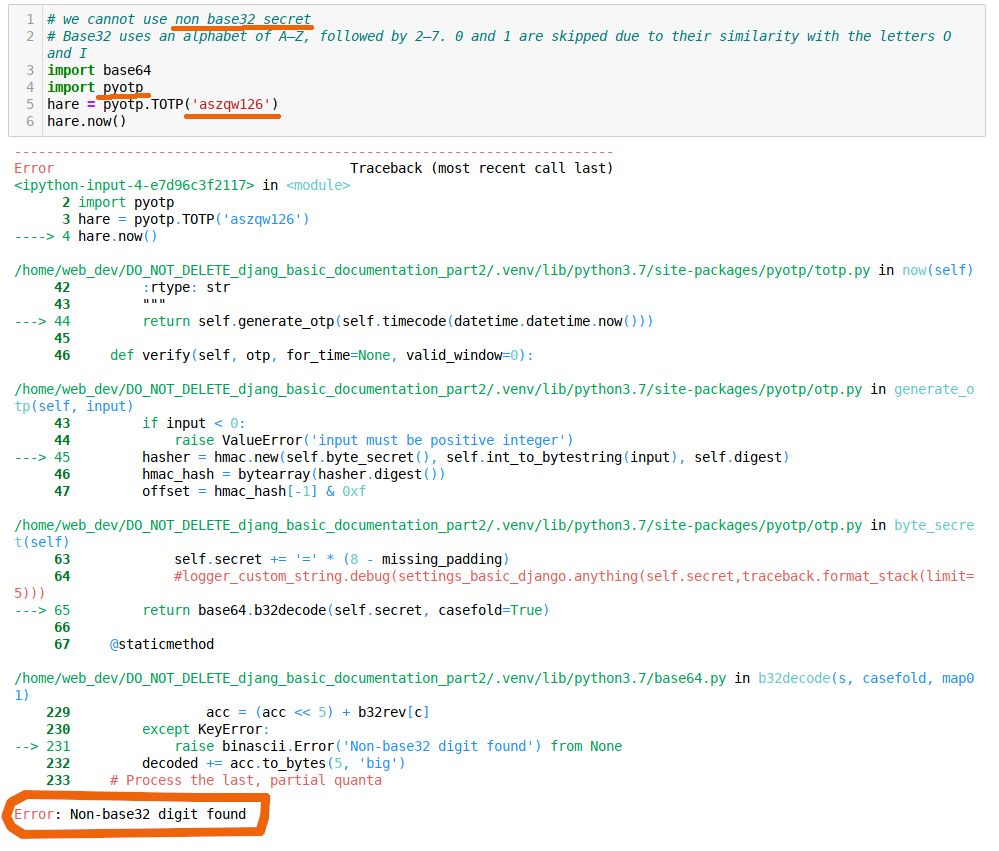 1 # we cannot use non base32 secret
2 # Base32 uses an alphabet of A–Z, followed by 2–7. 0 and 1 are skipped due to their similarity with the letters O
and I
3 import base64
4 import pyotp
5 hare = pyotp.TOTP('aszqw126')
6 hare.now()
---------------------------------------------------------------------------
Error                                     Traceback (most recent call last)
<ipython-input-4-e7d96c3f2117> in <module>
      2 import pyotp
      3 hare = pyotp.TOTP('aszqw126')
----> 4 hare.now()
/home/web_dev/DO_NOT_DELETE_djang_basic_documentation_part2/.venv/lib/python3.7/site-packages/pyotp/totp.py in now(self)
     42         :rtype: str
     43         """
---> 44         return self.generate_otp(self.timecode(datetime.datetime.now()))
     45
     46     def verify(self, otp, for_time=None, valid_window=0):
/home/web_dev/DO_NOT_DELETE_djang_basic_documentation_part2/.venv/lib/python3.7/site-packages/pyotp/otp.py in generate_o
tp(self, input)
     43         if input < 0:
     44             raise ValueError('input must be positive integer')
---> 45         hasher = hmac.new(self.byte_secret(), self.int_to_bytestring(input), self.digest)
     46         hmac_hash = bytearray(hasher.digest())
     47         offset = hmac_hash[-1] & 0xf
/home/web_dev/DO_NOT_DELETE_djang_basic_documentation_part2/.venv/lib/python3.7/site-packages/pyotp/otp.py in byte_secre
t(self)
     63             self.secret += '=' * (8 - missing_padding)
     64             #logger_custom_string.debug(settings_basic_django.anything(self.secret,traceback.format_stack(limit=
5)))
---> 65         return base64.b32decode(self.secret, casefold=True)
     66
     67     @staticmethod
/home/web_dev/DO_NOT_DELETE_djang_basic_documentation_part2/.venv/lib/python3.7/base64.py in b32decode(s, casefold, map0
1)
    229                 acc = (acc << 5) + b32rev[c]
    230         except KeyError:
--> 231             raise binascii.Error('Non-base32 digit found') from None
    232         decoded += acc.to_bytes(5, 'big')
    233     # Process the last, partial quanta
Error: Non-base32 digit found